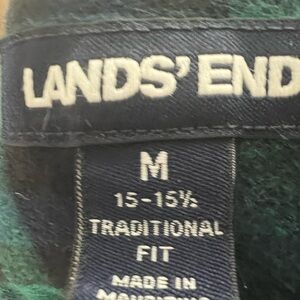 LANDS' END
M
15-15½
TRADITIONAL
FIT
MADE IN